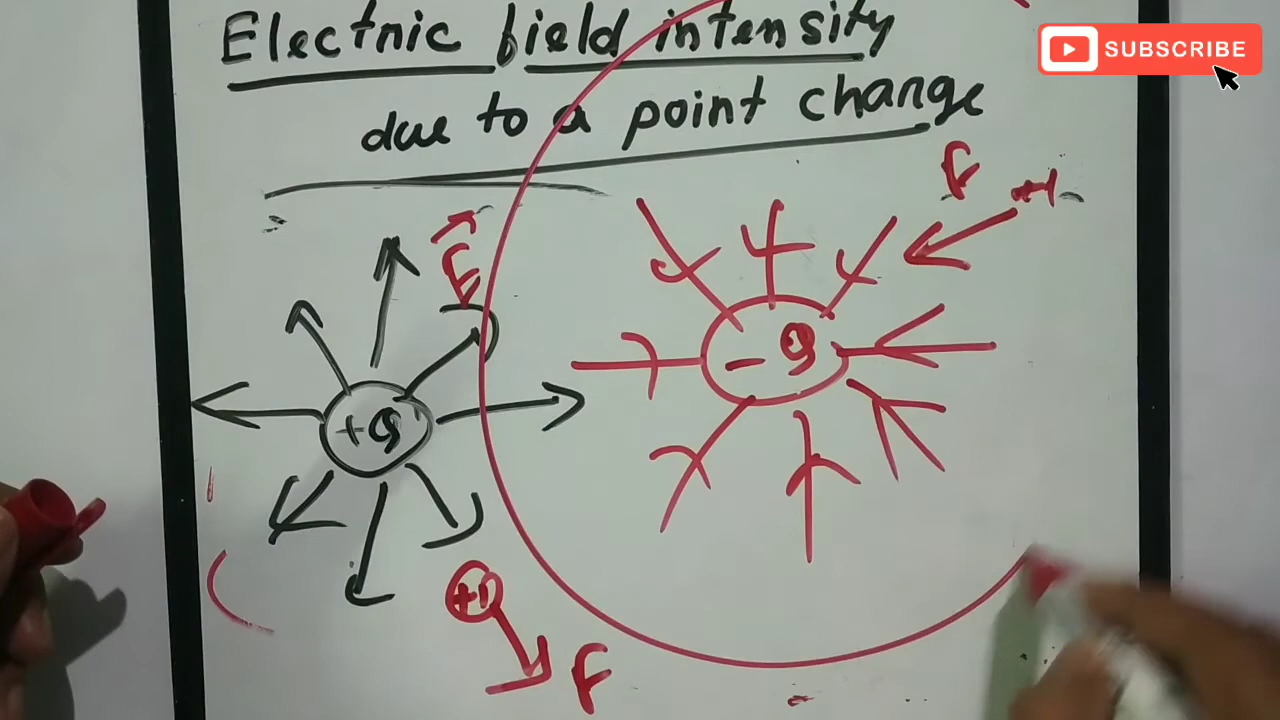 Electric field intensity
due to a point change
SUBSCRIBE
F
+1
E
+Q
- Q
+1
F